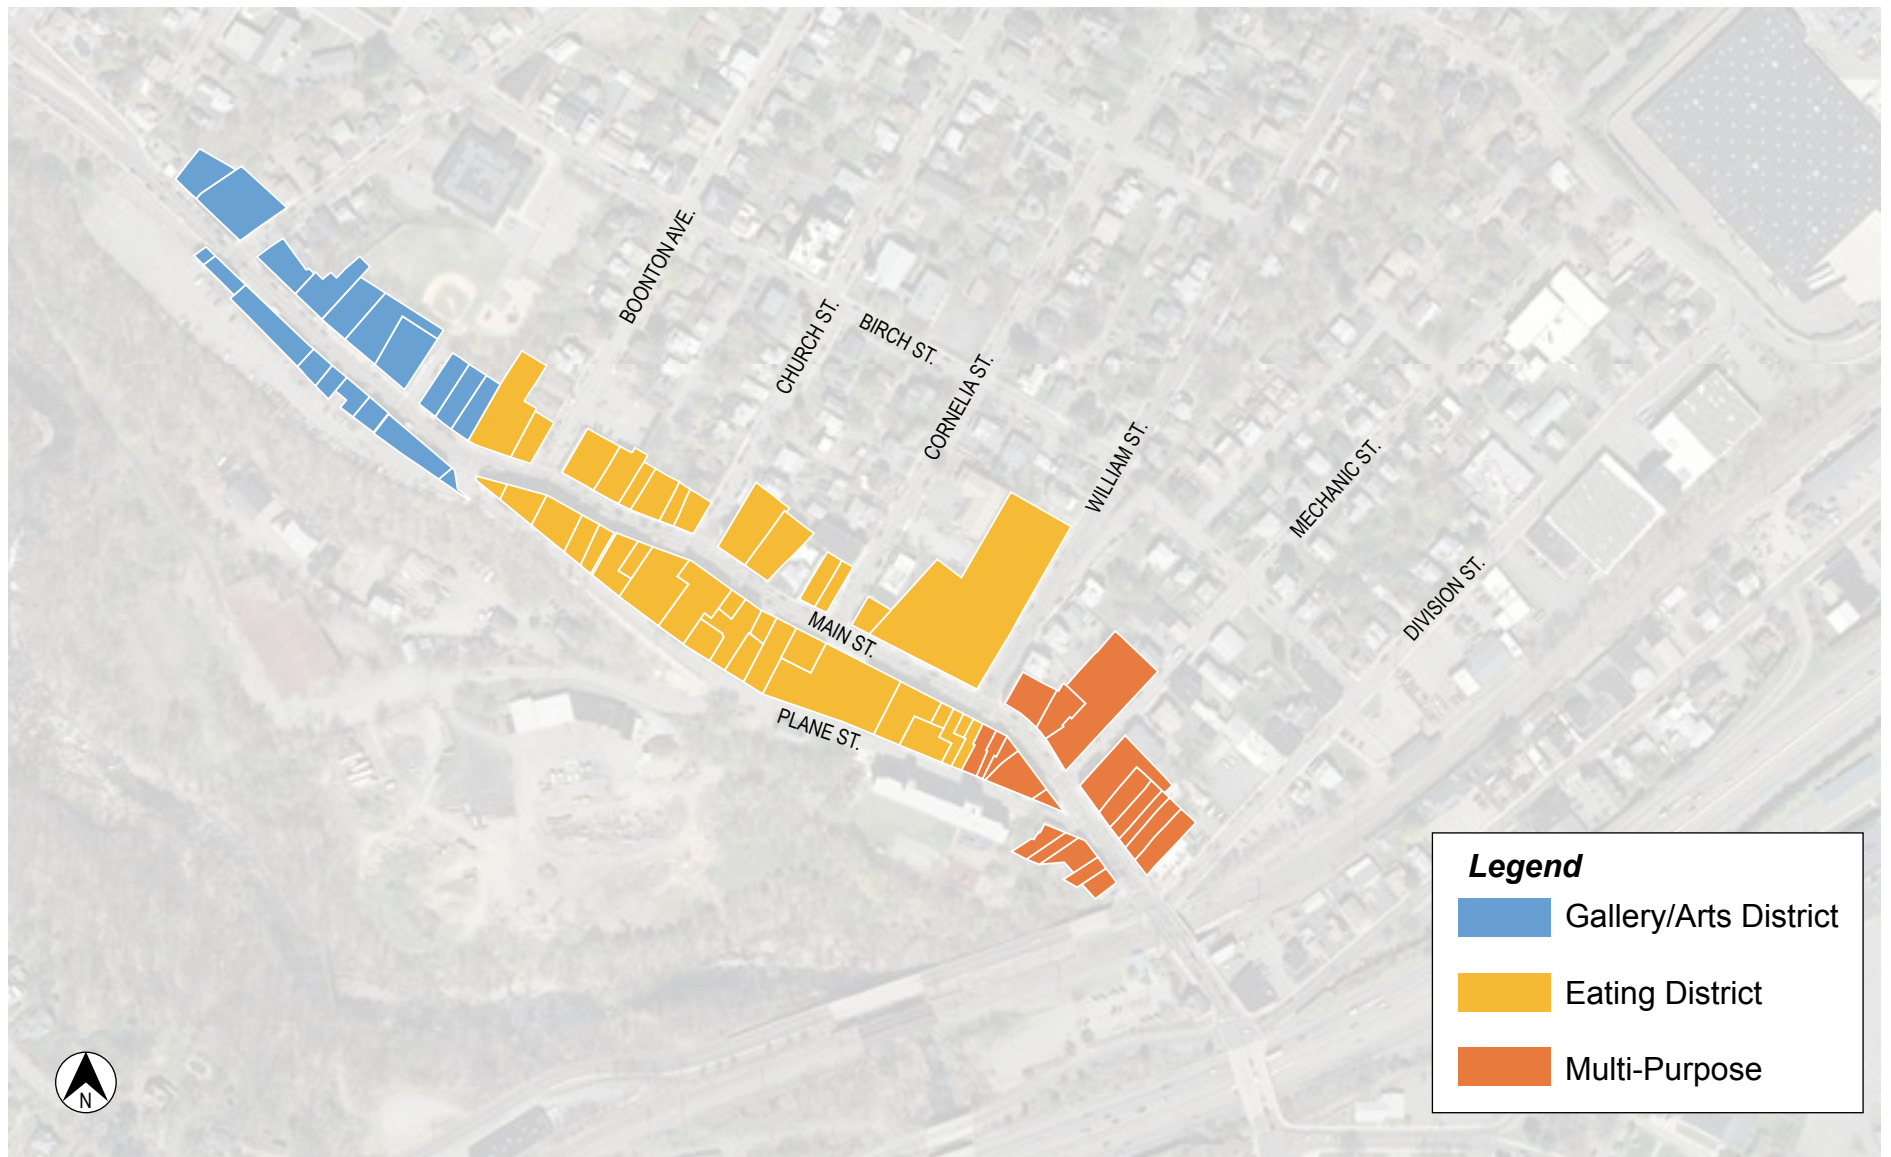 BOONTON AVE.
CHURCH ST.
BIRCH ST.
CORNELIA ST.
WILLIAM ST.
MECHANIC ST.
DIVISION ST.
MAIN ST.
PLANE ST.
Legend
Gallery/Arts District
Eating District
Multi-Purpose
N